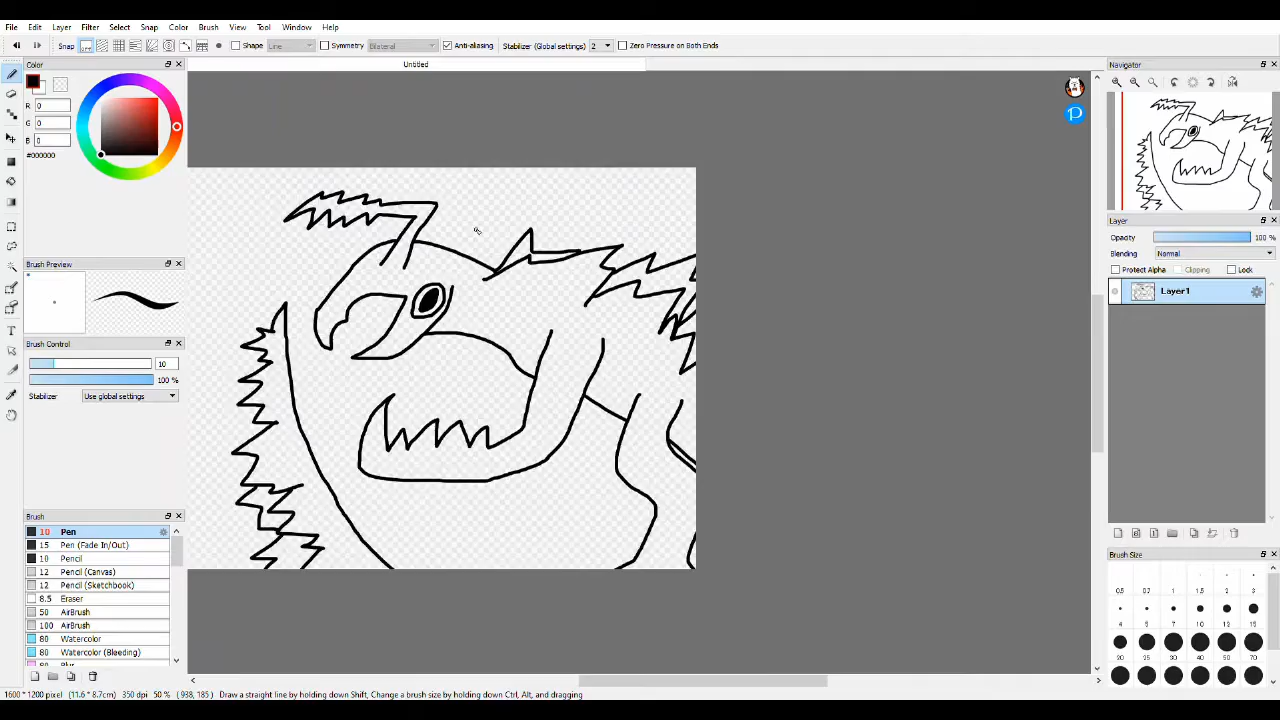 File Edit Layer Filter Select Snap Color Brush View Tool Window Help
Snap Shape Line Symmetry Bilateral Anti-aliasing Stabilizer (Global settings) 2 Zero Pressure on Both Ends
Color
Untitled
Navigator
R 0
G 0
B 0
#000000
P
Layer
Opacity 100 %
Blending Normal
Protect Alpha Clipping Lock
Layer1
Brush Preview
Brush Control
10
100 %
Stabilizer Use global settings
Brush
10 Pen
15 Pen (Fade In/Out)
10 Pencil
12 Pencil (Canvas)
12 Pencil (Sketchbook)
8.5 Eraser
50 AirBrush
100 AirBrush
80 Watercolor
80 Watercolor (Bleeding)
80 Blur
Brush Size
0.5 0.7 1 1.5 2 3
4 5 7 10 12 15
20 25 30 40 50 70
1600 * 1200 pixel (11.6 * 8.7cm) 350 dpi 50 % ( 938, 185 ) Draw a straight line by holding down Shift, Change a brush size by holding down Ctrl, Alt, and dragging